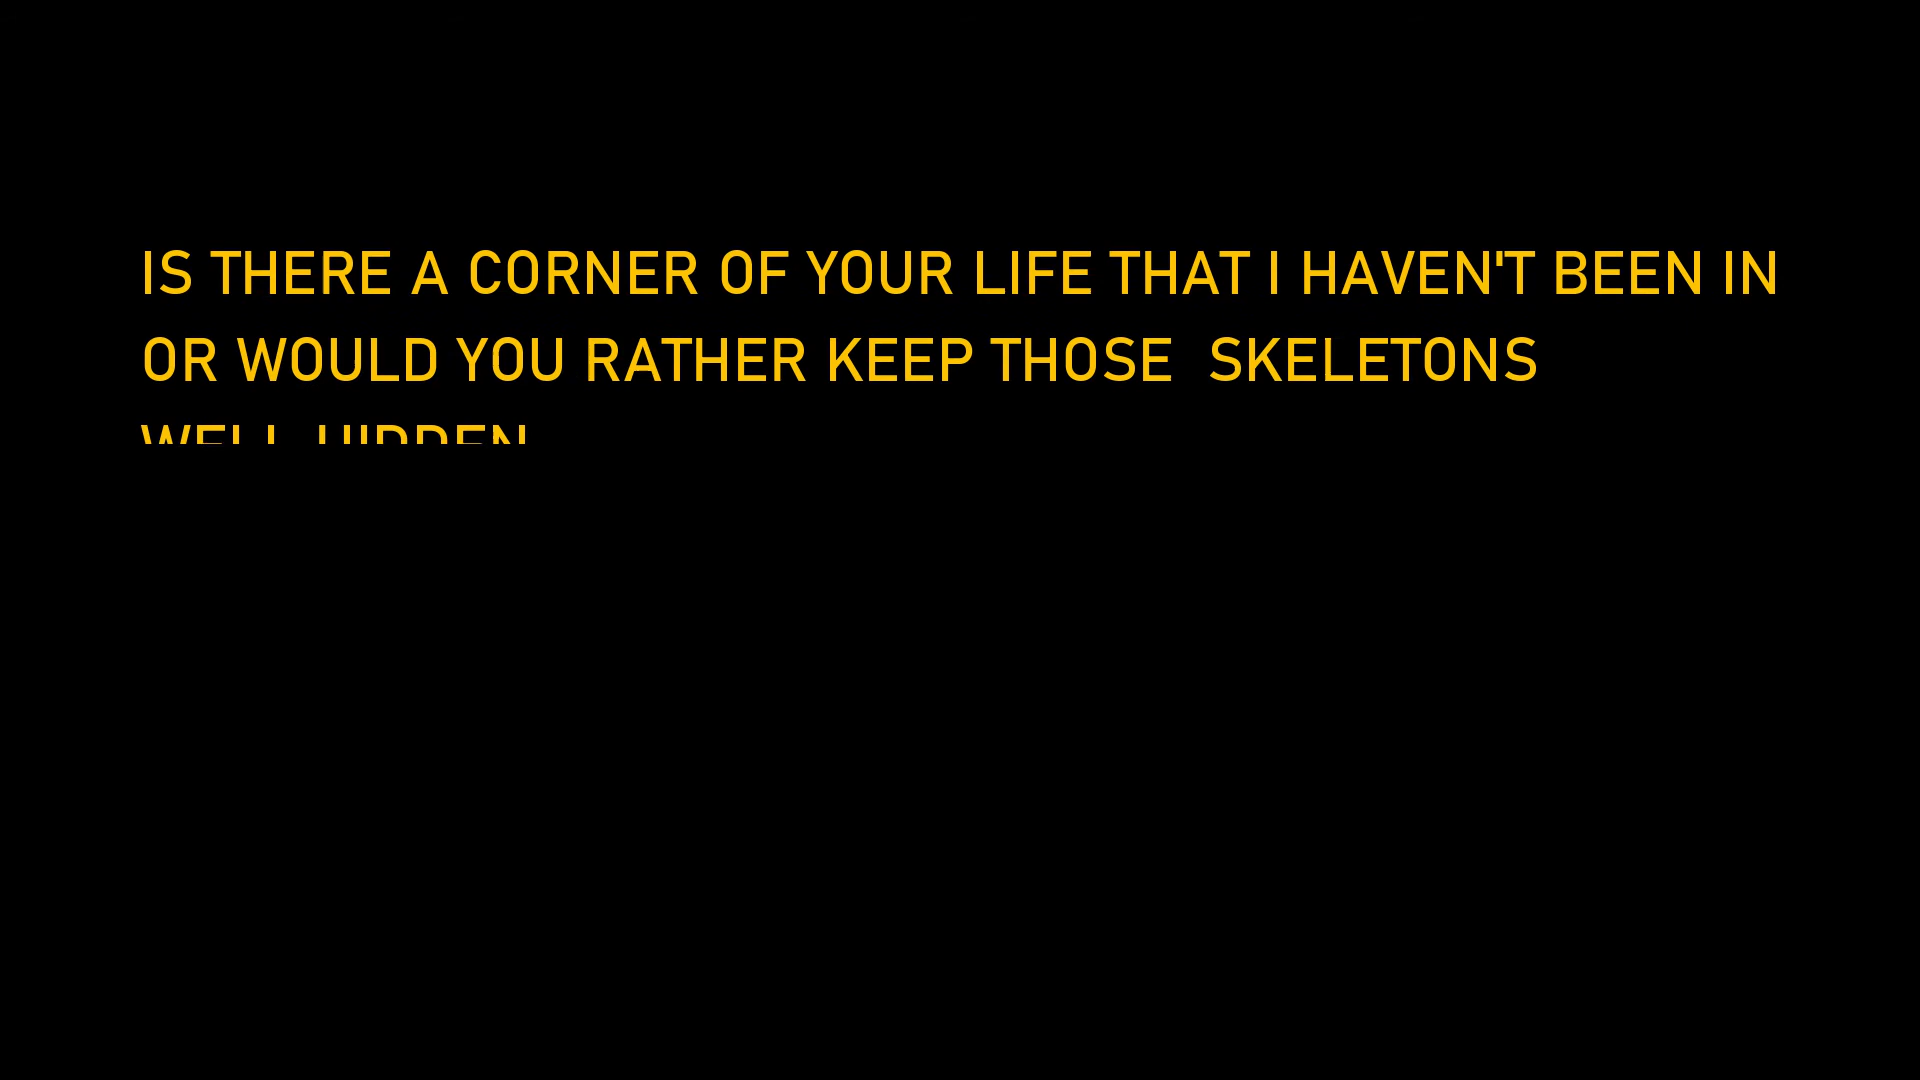 IS THERE A CORNER OF YOUR LIFE THAT I HAVEN'T BEEN IN
OR WOULD YOU RATHER KEEP THOSE  SKELETONS
WELL HIDDEN